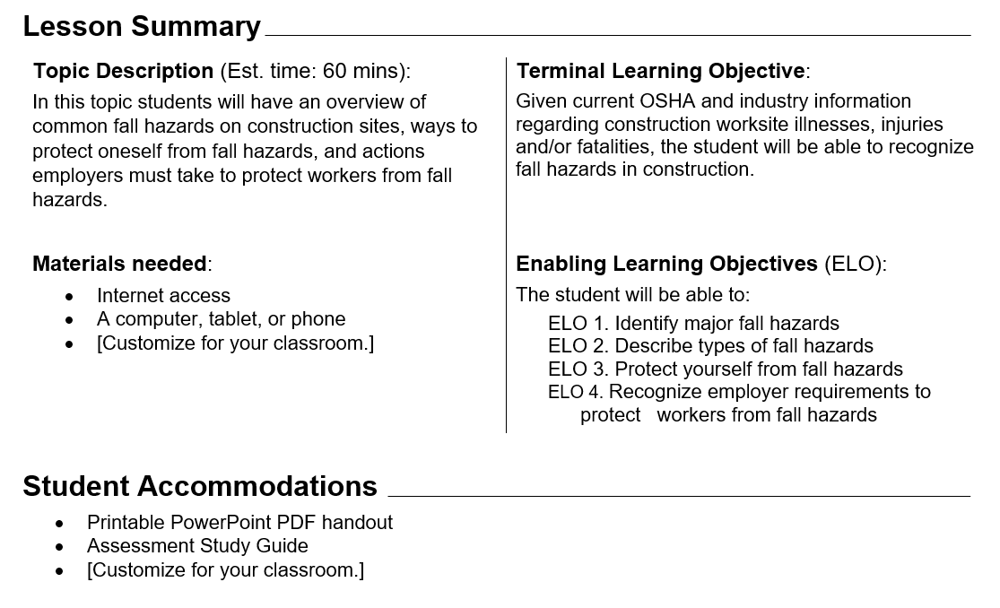 Lesson Summary
Topic Description (Est. time: 60 mins):
In this topic students will have an overview of
common fall hazards on construction sites, ways to
protect oneself from fall hazards, and actions
employers must take to protect workers from fall
hazards.
Terminal Learning Objective:
Given current OSHA and industry information
regarding construction worksite illnesses, injuries
and/or fatalities, the student will be able to recognize
fall hazards in construction.
Materials needed:
• Internet access
• A computer, tablet, or phone
• [Customize for your classroom.]
Enabling Learning Objectives (ELO):
The student will be able to:
ELO 1. Identify major fall hazards
ELO 2. Describe types of fall hazards
ELO 3. Protect yourself from fall hazards
ELO 4. Recognize employer requirements to
protect workers from fall hazards
Student Accommodations
• Printable PowerPoint PDF handout
• Assessment Study Guide
• [Customize for your classroom.]